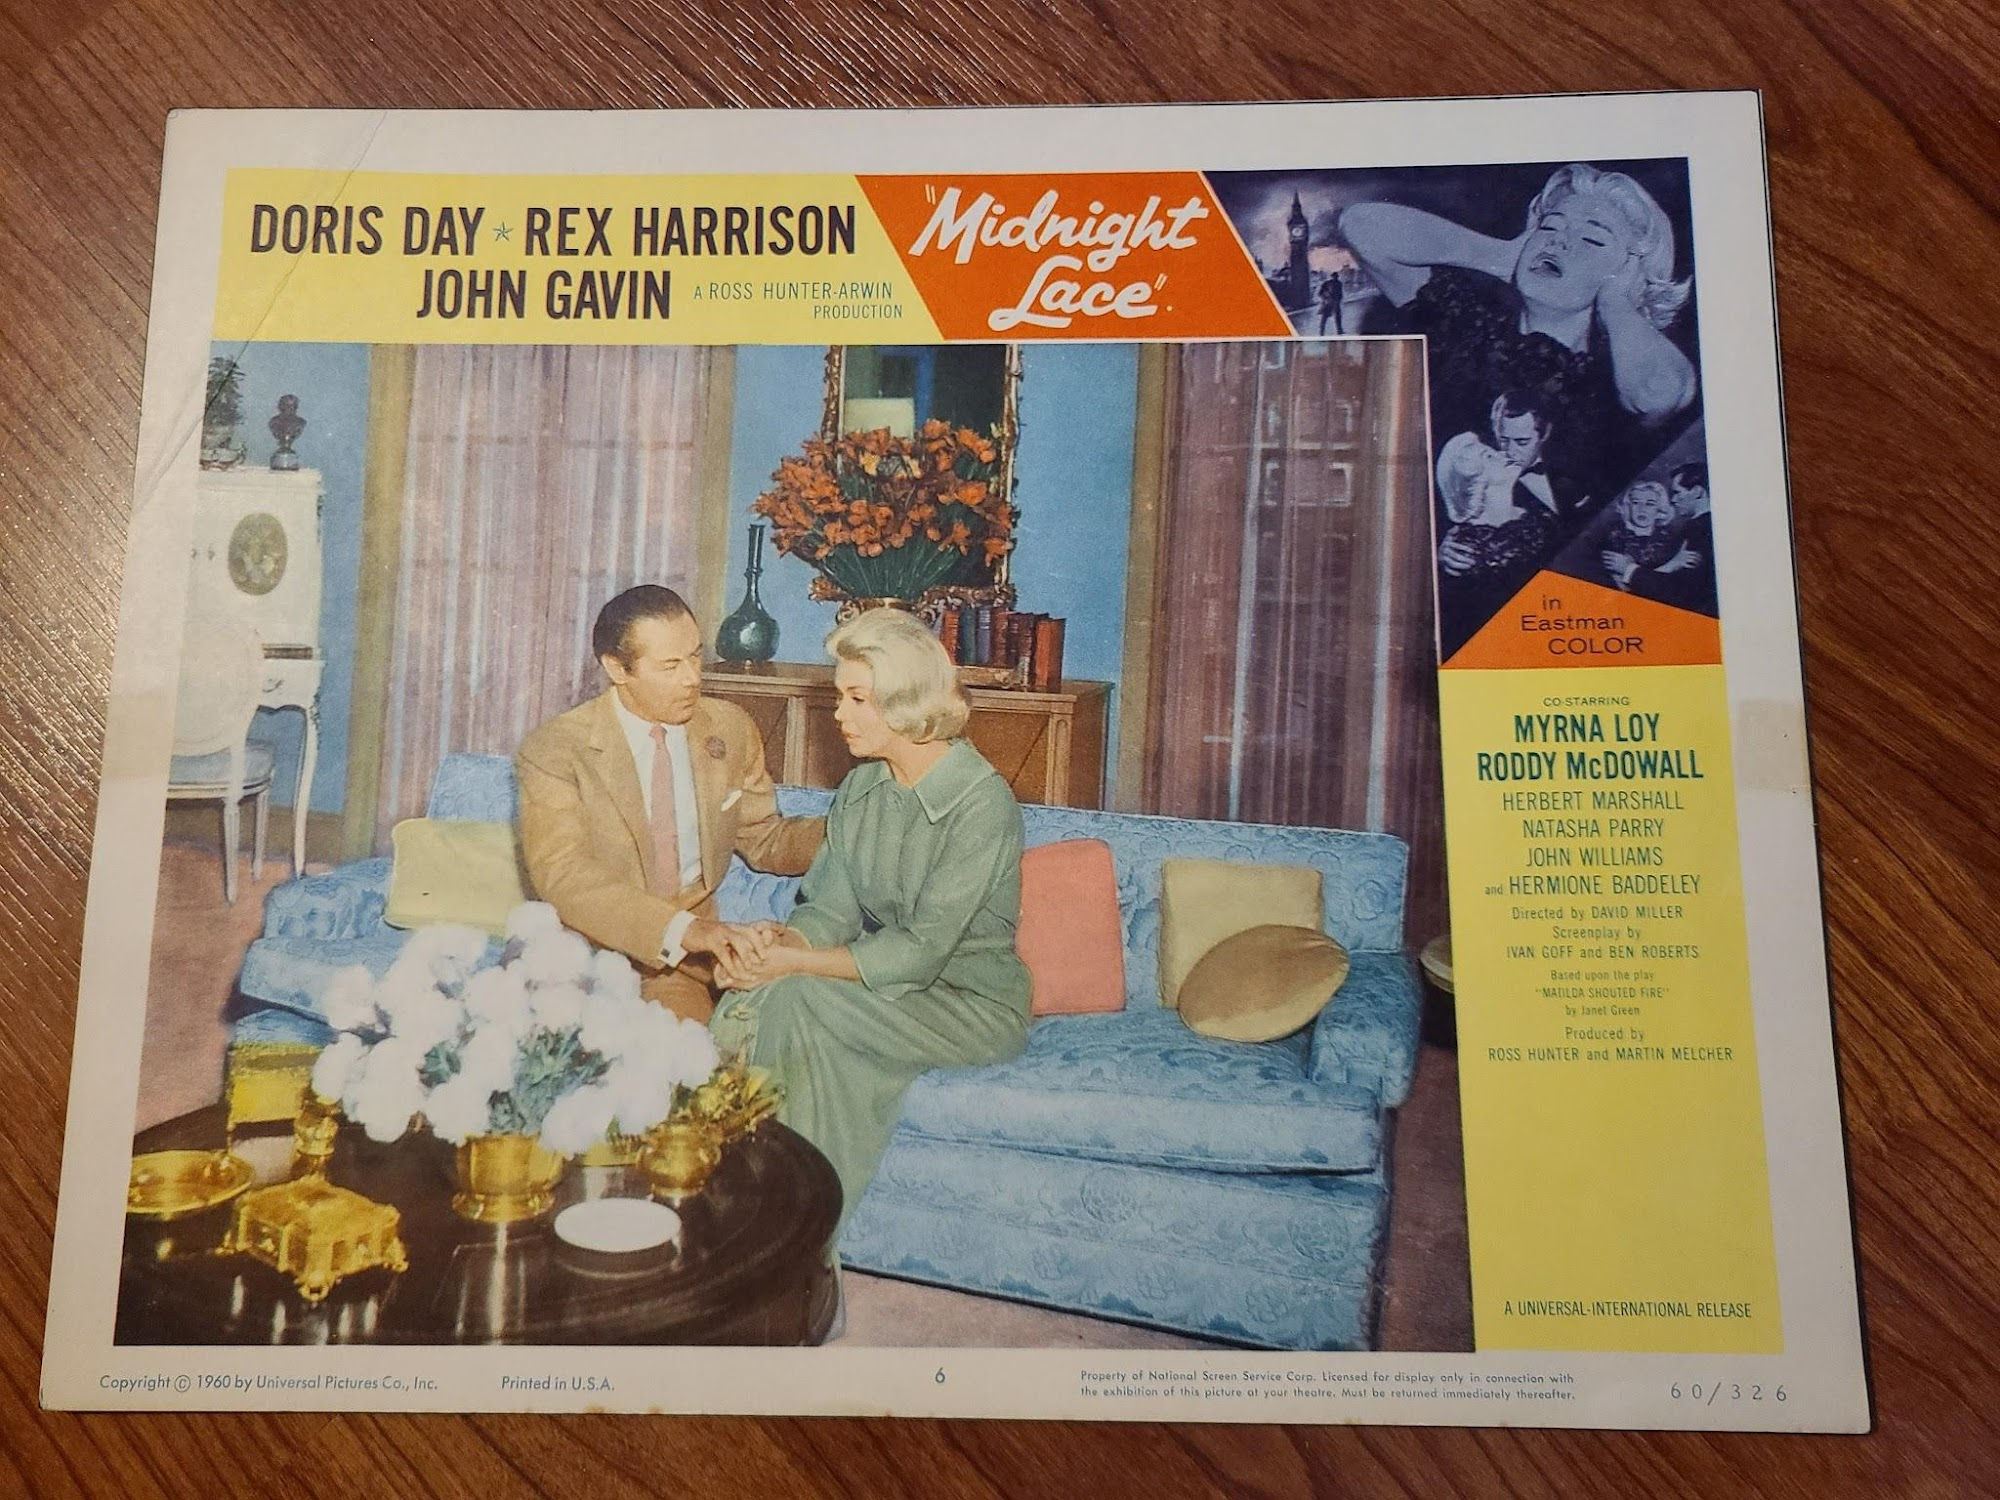 DORIS DAY ★ REX HARRISON
JOHN GAVIN
A ROSS HUNTER-ARWIN
PRODUCTION
"Midnight
Lace".
in
Eastman
COLOR
CO-STARRING
MYRNA LOY
RODDY McDOWALL
HERBERT MARSHALL
NATASHA PARRY
JOHN WILLIAMS
and HERMIONE BADDELEY
Directed by DAVID MILLER
Screenplay by
IVAN GOFF and BEN ROBERTS
Based upon the play
"MATILDA SHOUTED FIRE"
by Janet Green
Produced by
ROSS HUNTER and MARTIN MELCHER
A UNIVERSAL-INTERNATIONAL RELEASE
Copyright © 1960 by Universal Pictures Co., Inc.
Printed in U.S.A.
6
Property of National Screen Service Corp. Licensed for display only in connection with
the exhibition of this picture at your theatre. Must be returned immediately thereafter.
60/326